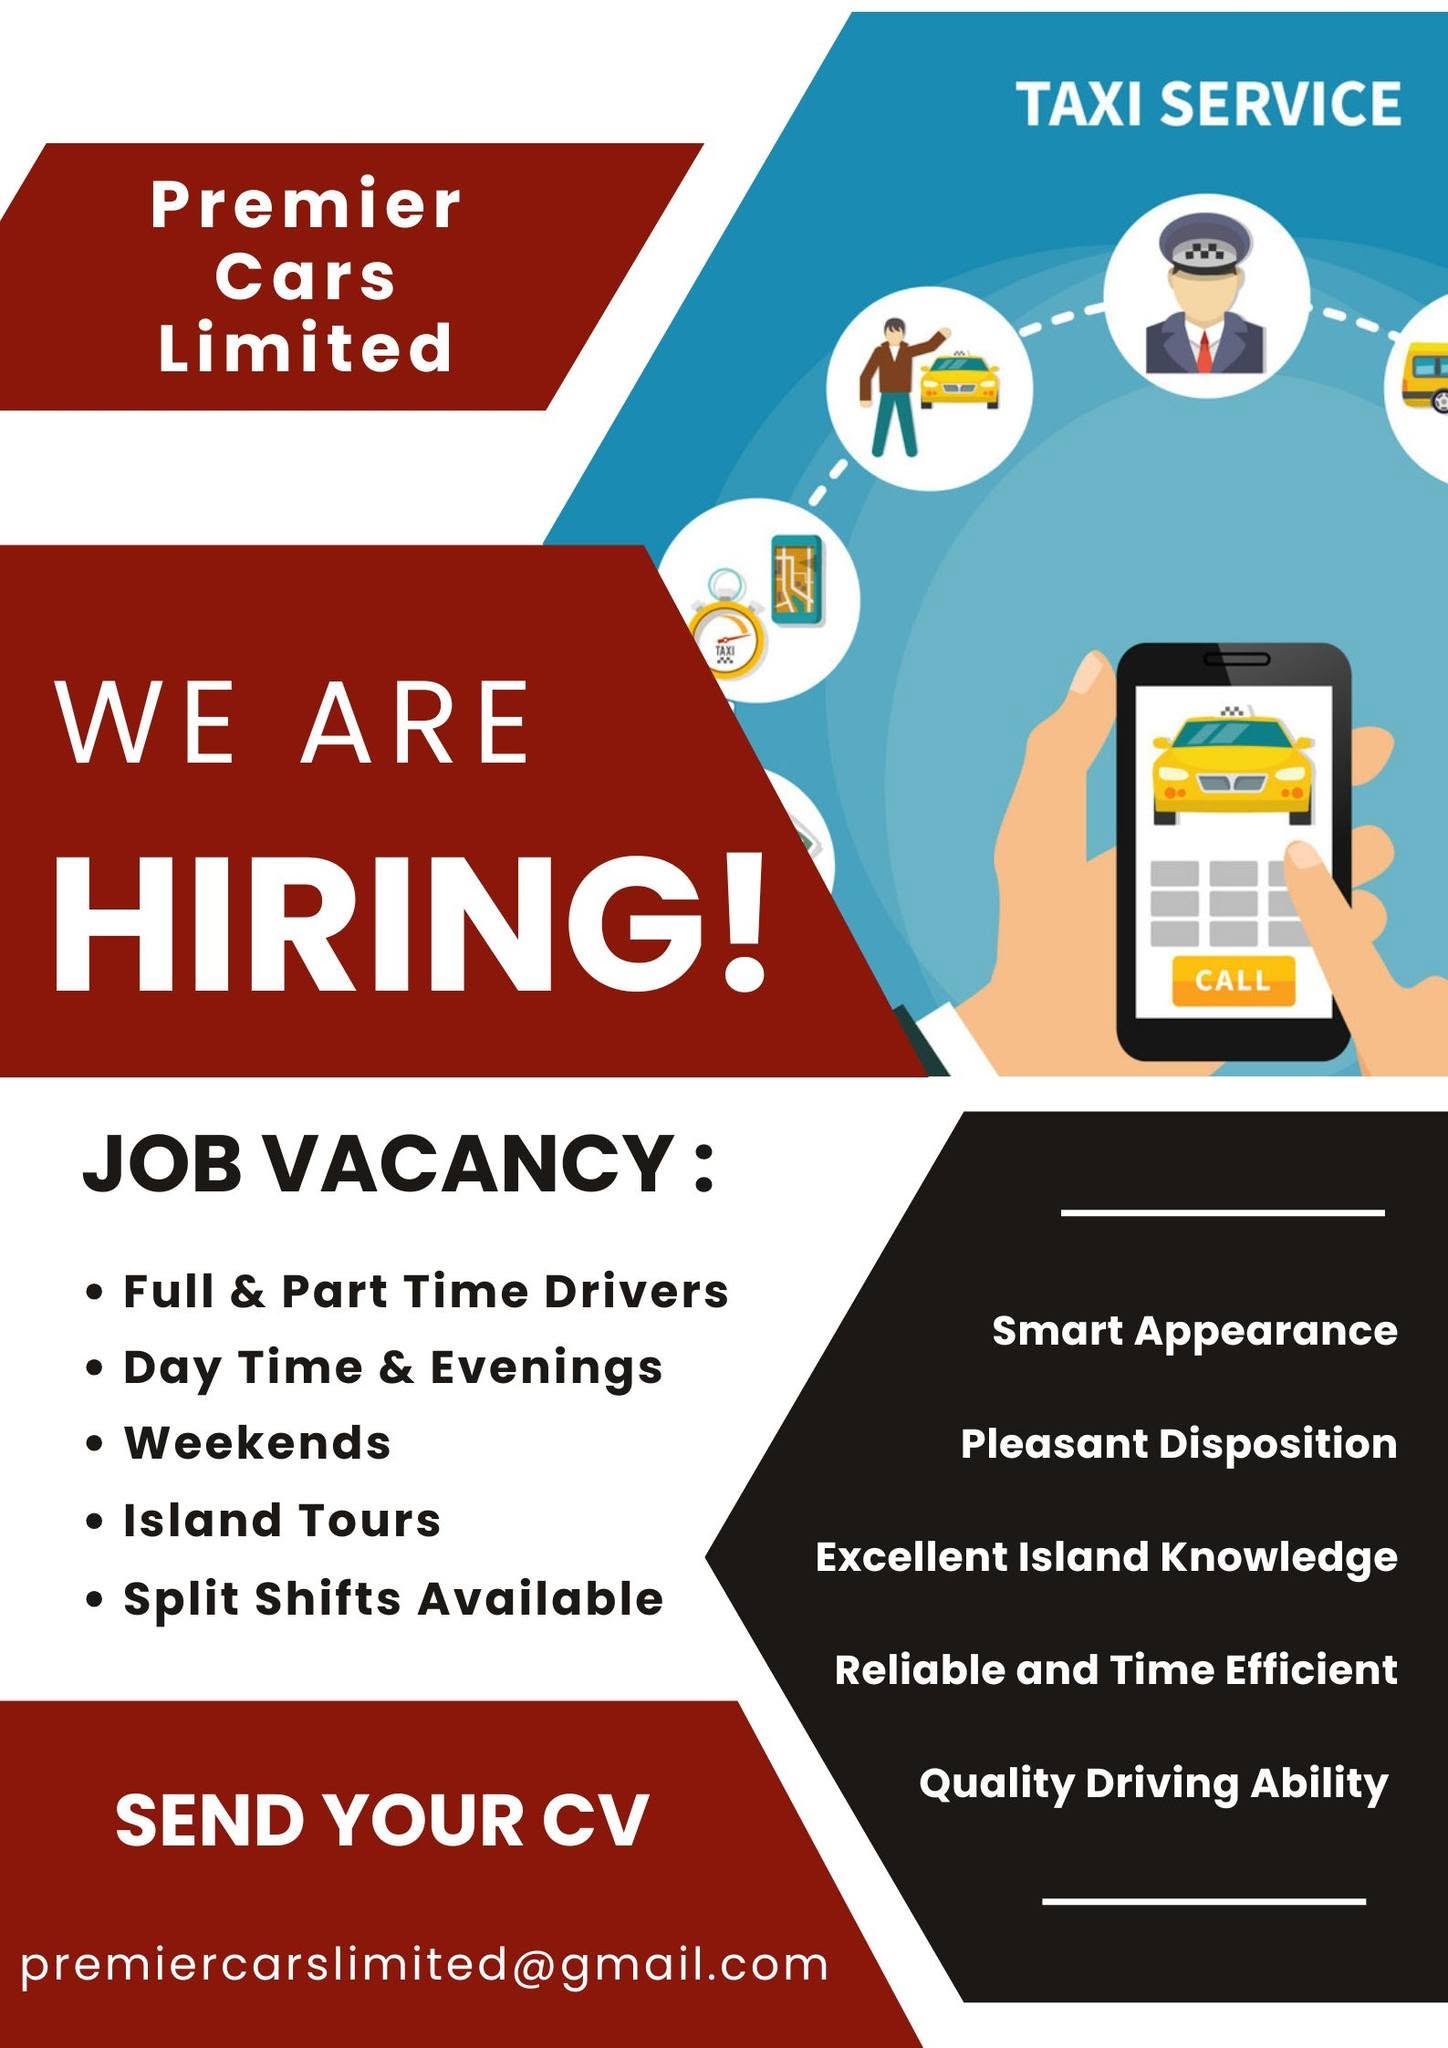 TAXI SERVICE
Premier
Cars
Limited
TAXI
WE ARE
HIRING!
CALL
JOB VACANCY :
• Full & Part Time Drivers
• Day Time & Evenings
• Weekends
• Island Tours
• Split Shifts Available
Smart Appearance
Pleasant Disposition
Excellent Island Knowledge
Reliable and Time Efficient
Quality Driving Ability
SEND YOUR CV
premiercarslimited@gmail.com